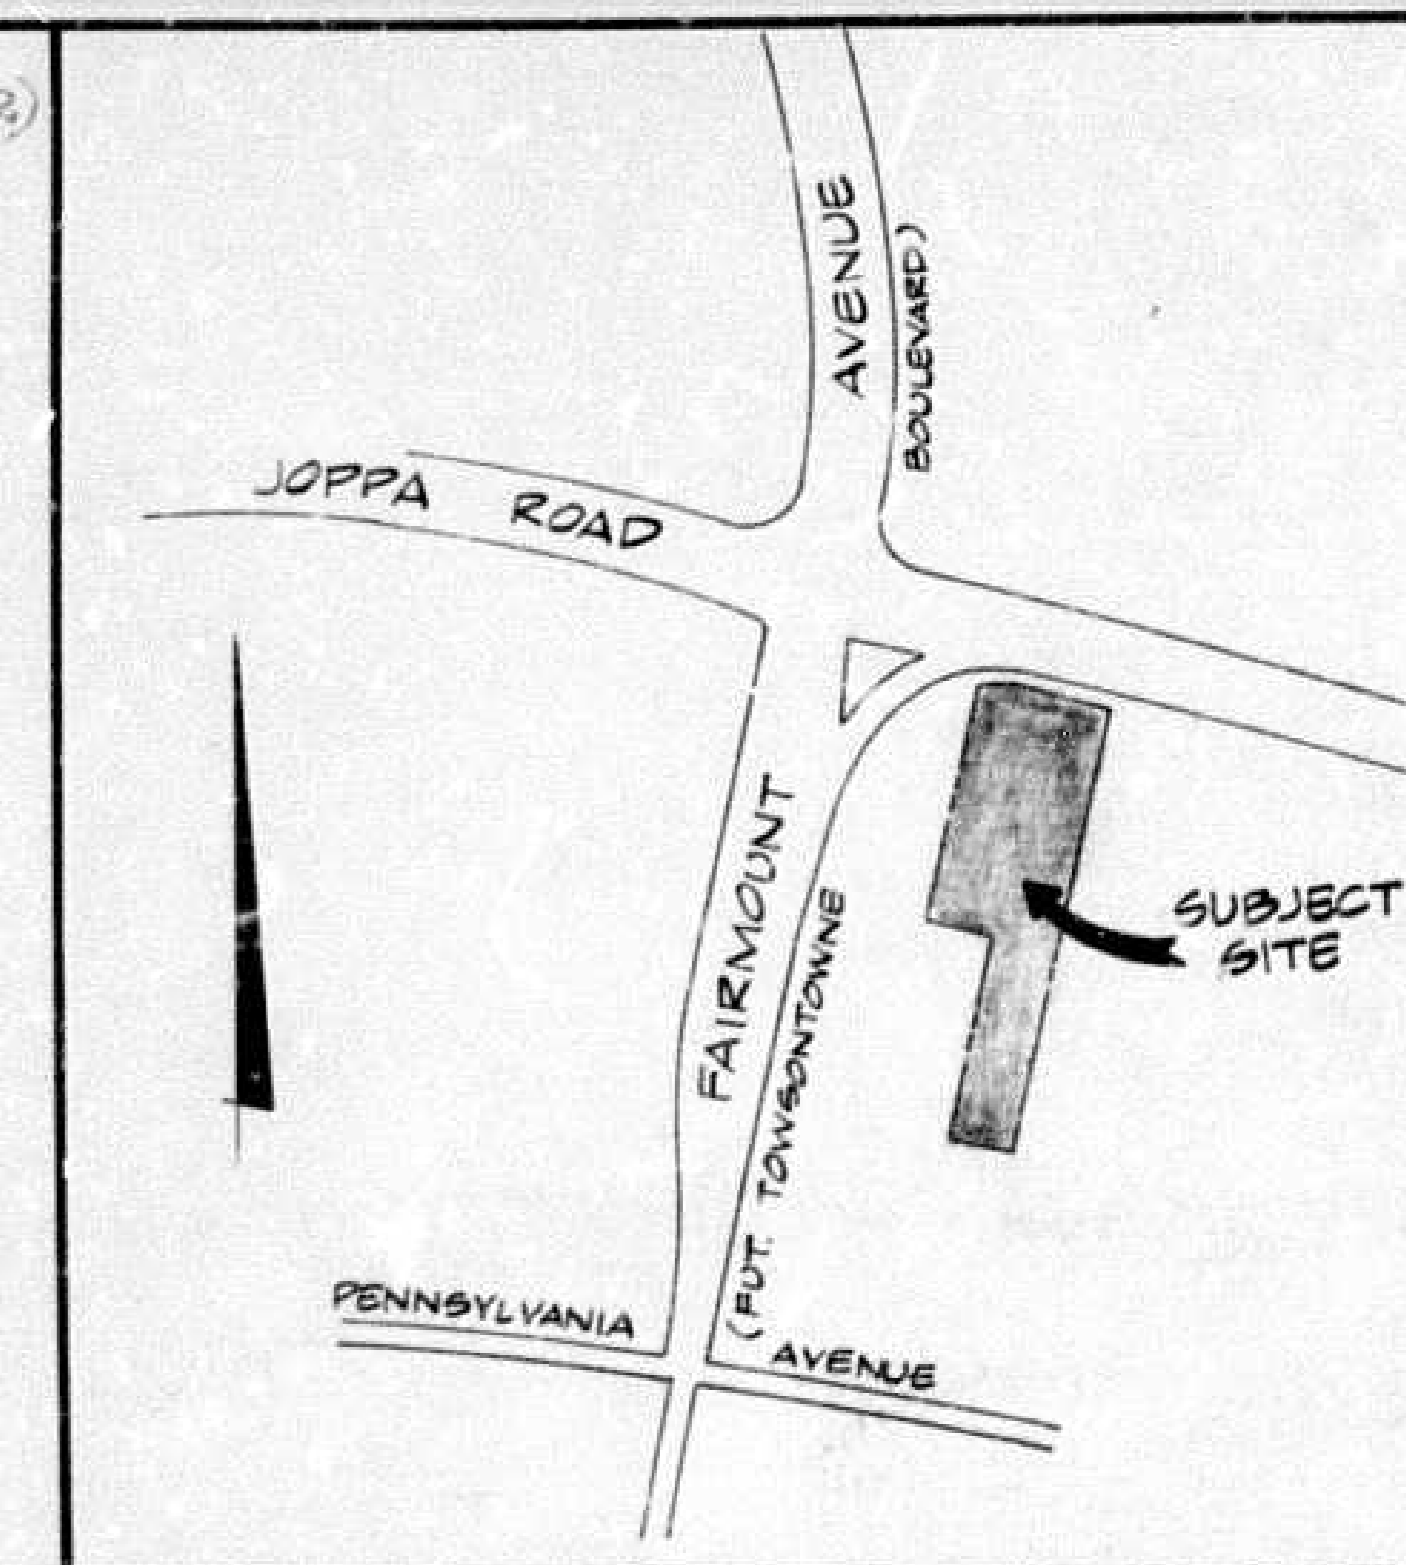 AVENUE
BOULEVARD)
JOPPA ROAD
FAIRMOUNT
(FUT. TOWSONTOWNE
SUBJECT
SITE
PENNSYLVANIA
AVENUE